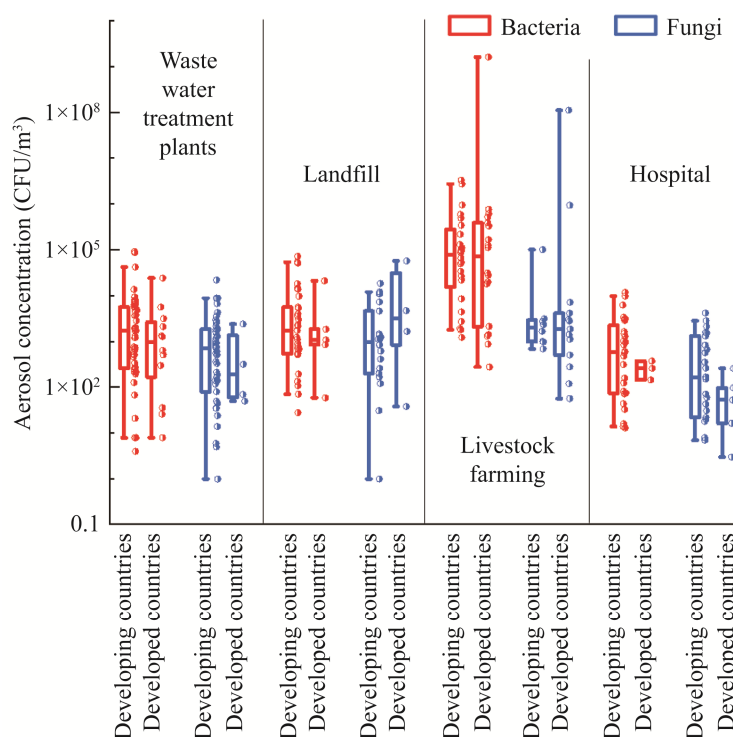 Bacteria
Fungi
Waste
water
treatment
plants
Landfill
Livestock
farming
Hospital
Aerosol concentration (CFU/m³)
1×10⁸
1×10⁵
1×10²
0.1
Developing countries
Developed countries
Developing countries
Developed countries
Developing countries
Developed countries
Developing countries
Developed countries
Developing countries
Developed countries
Developing countries
Developed countries
Developing countries
Developed countries
Developing countries
Developed countries